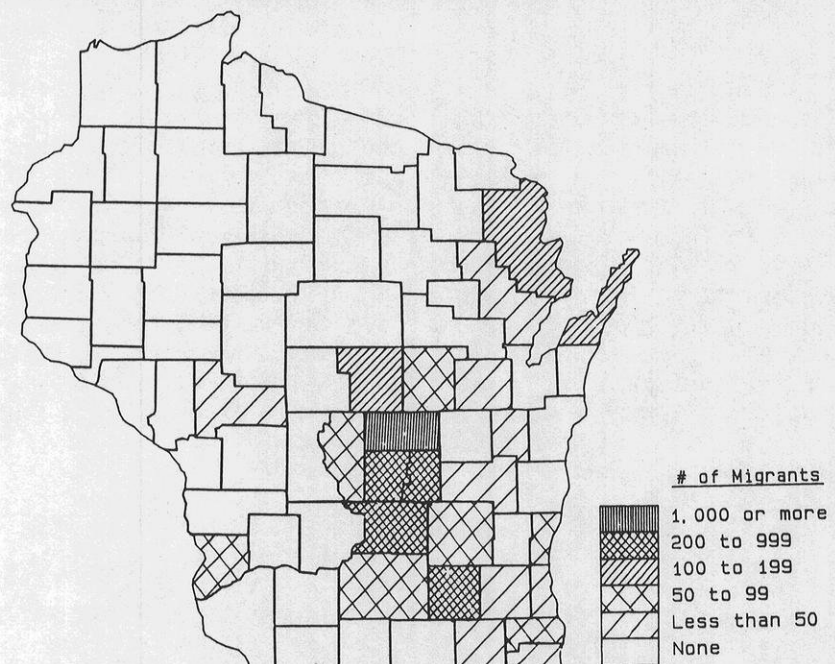 # of Migrants
1,000 or more
200 to 999
100 to 199
50 to 99
Less than 50
None